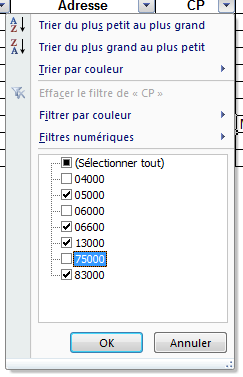 Adresse CP
Trier du plus petit au plus grand
Trier du plus grand au plus petit
Trier par couleur
Effacer le filtre de « CP »
Filtrer par couleur
Filtres numériques
(Sélectionner tout)
04000
05000
06000
06600
13000
75000
83000
OK Annuler